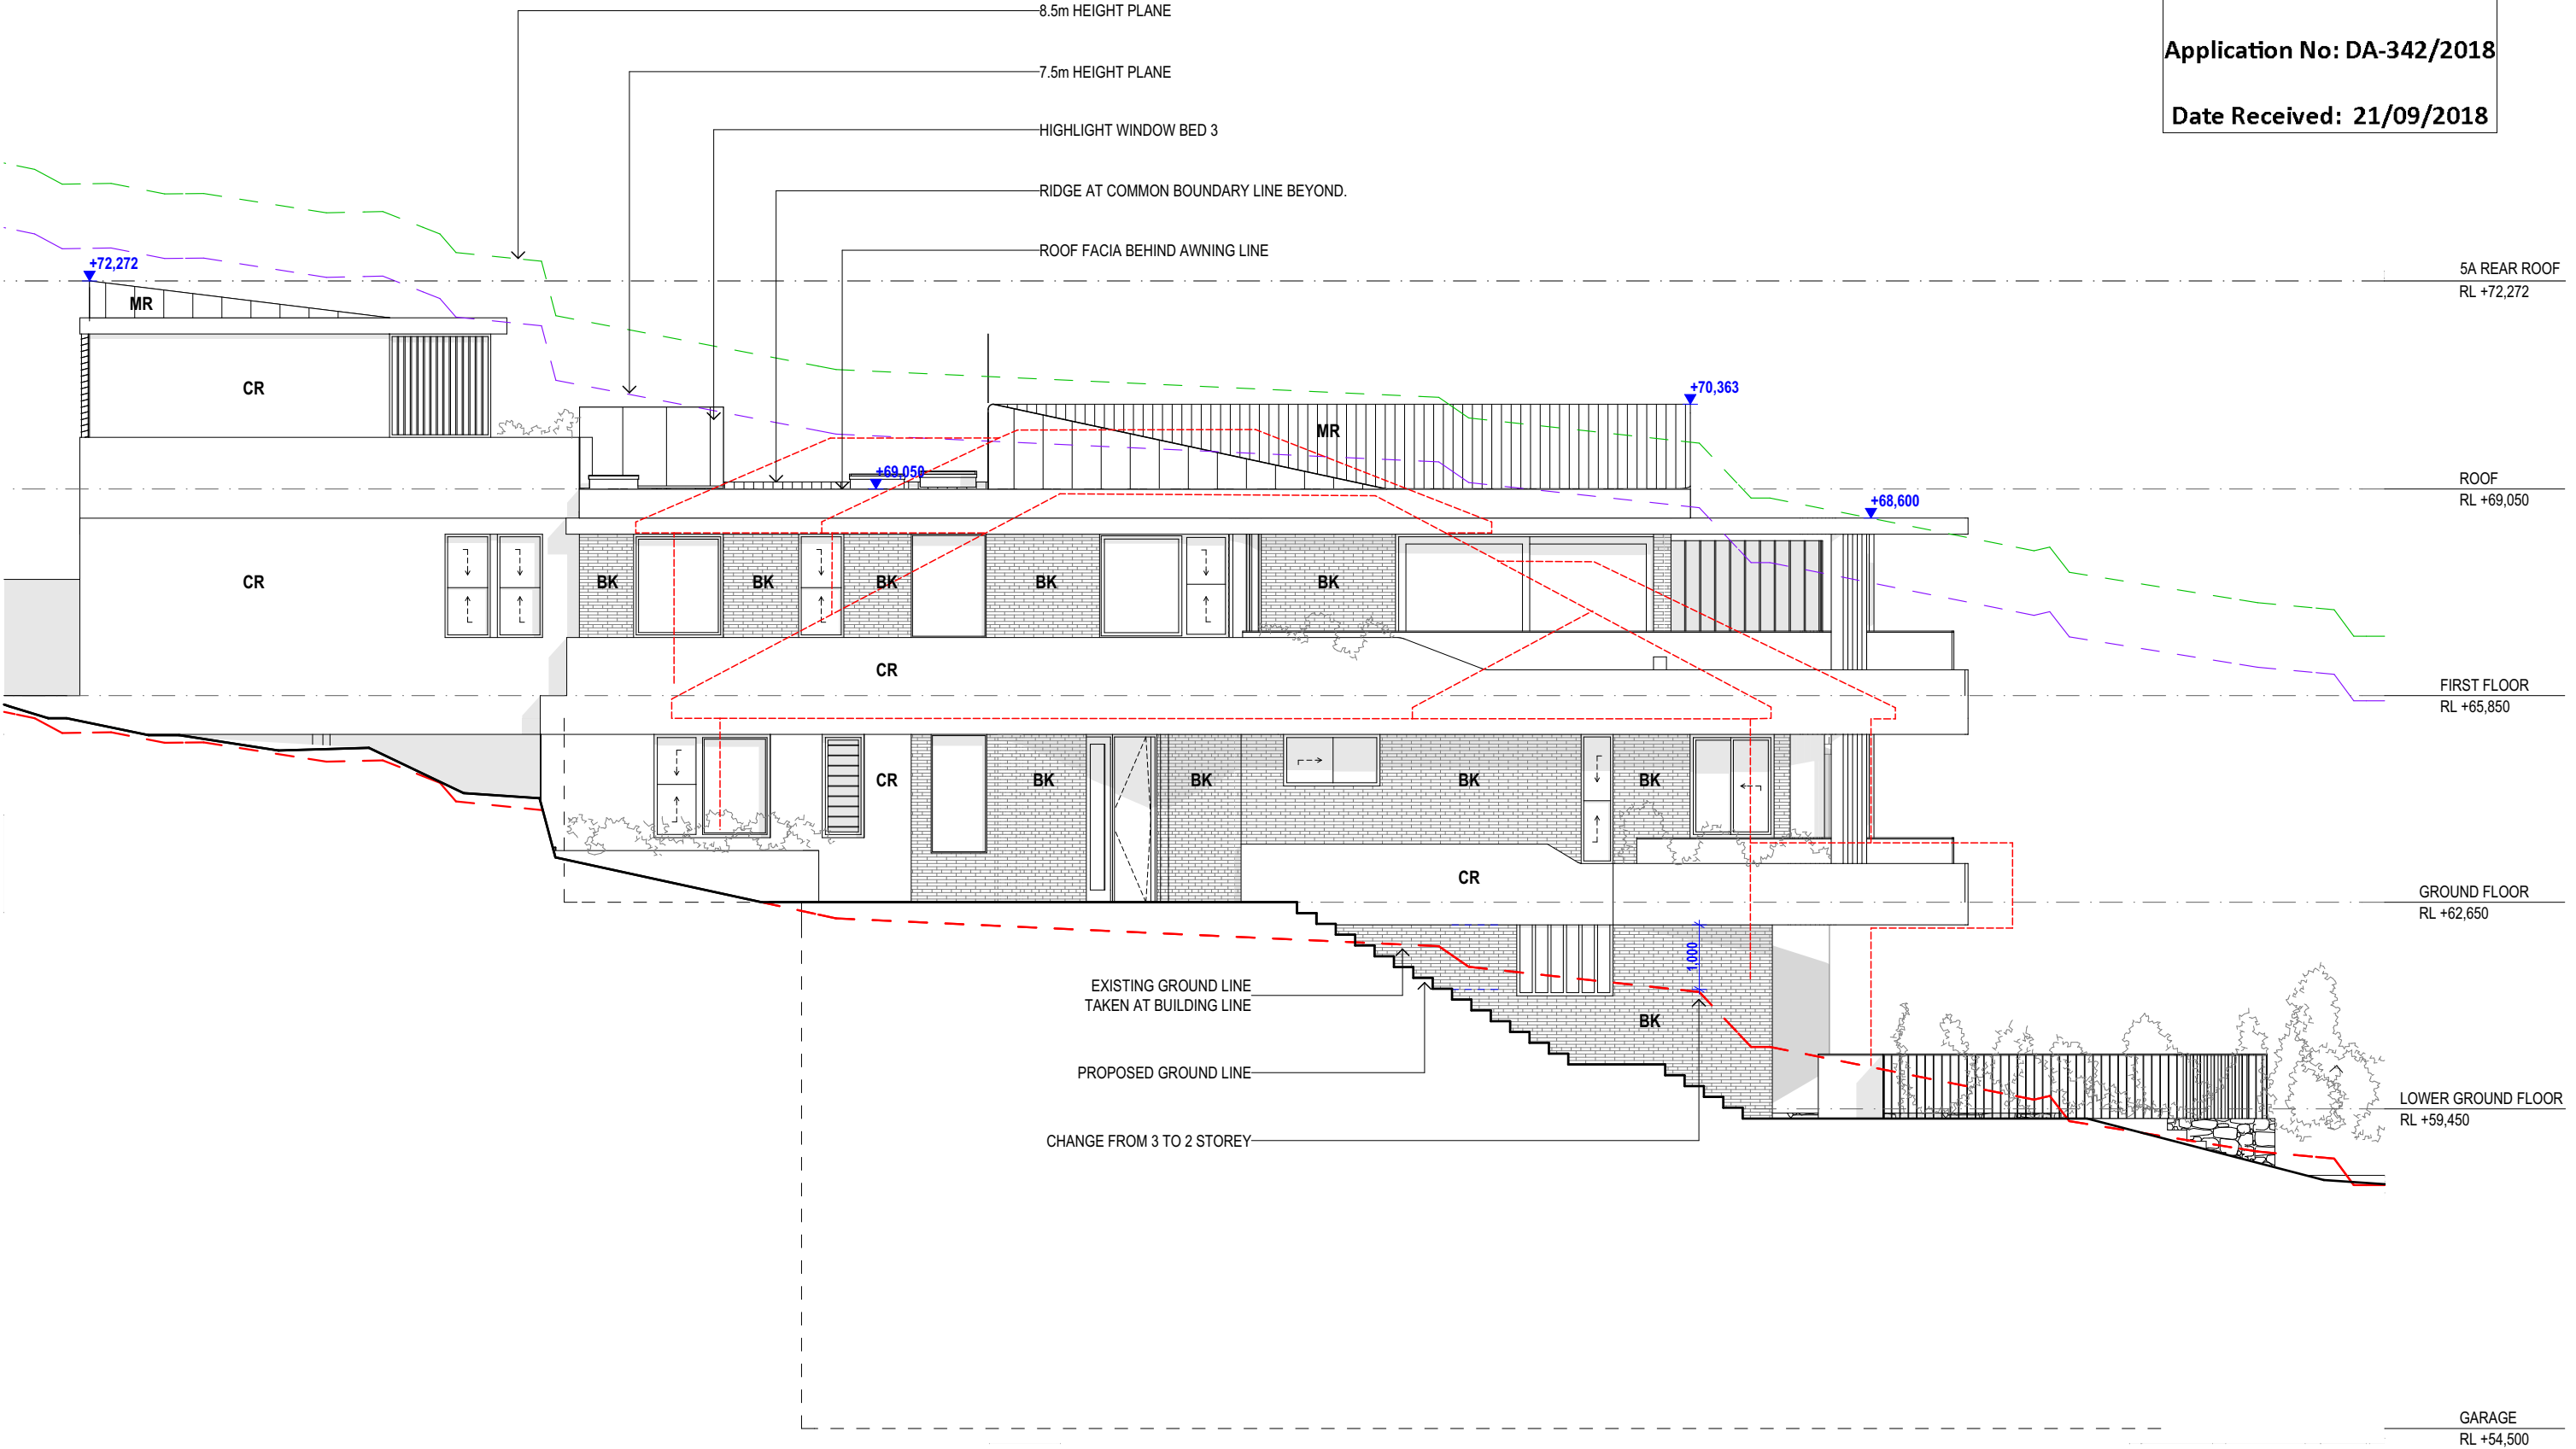 8.5m HEIGHT PLANE
Application No: DA-342/2018
7.5m HEIGHT PLANE
Date Received: 21/09/2018
HIGHLIGHT WINDOW BED 3
RIDGE AT COMMON BOUNDARY LINE BEYOND.
ROOF FACIA BEHIND AWNING LINE
+72,272
5A REAR ROOF
RL +72,272
MR
CR
+70,363
MR
+69,050
ROOF
RL +69,050
+68,600
CR
BK
BK
BK
BK
BK
CR
FIRST FLOOR
RL +65,850
CR
BK
BK
BK
BK
CR
GROUND FLOOR
RL +62,650
1,000
EXISTING GROUND LINE
TAKEN AT BUILDING LINE
BK
PROPOSED GROUND LINE
LOWER GROUND FLOOR
RL +59,450
CHANGE FROM 3 TO 2 STOREY
GARAGE
RL +54,500